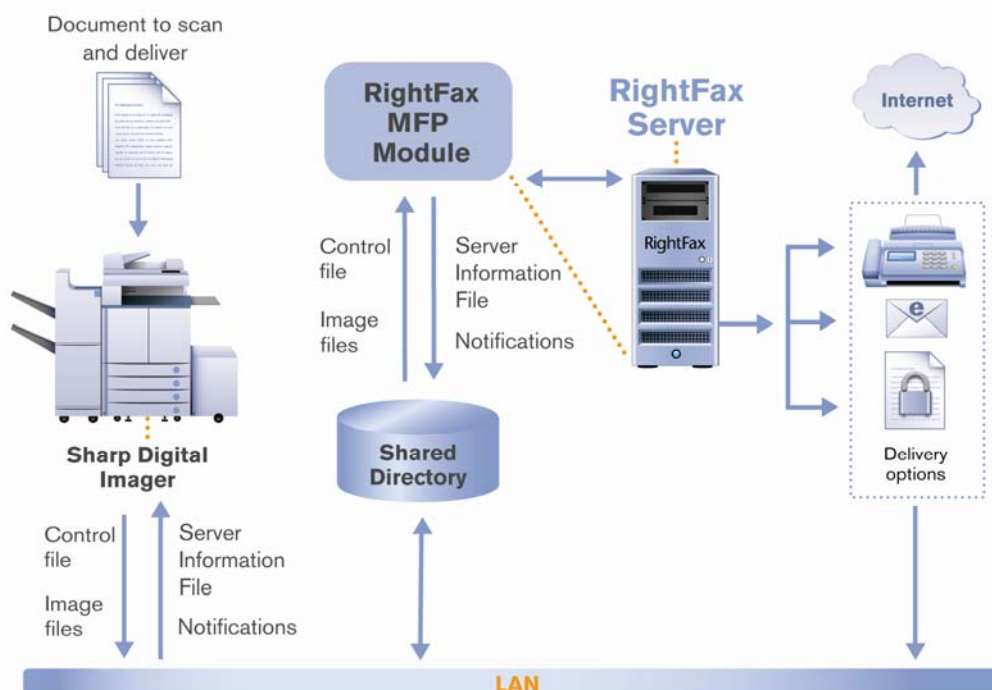 Document to scan
and deliver
RightFax
MFP
Module
RightFax
Server
Internet
RightFax
Control
file
Image
files
Server
Information
File
Notifications
e
Sharp Digital
Imager
Shared
Directory
Delivery
options
Control
file
Image
files
Server
Information
File
Notifications
LAN